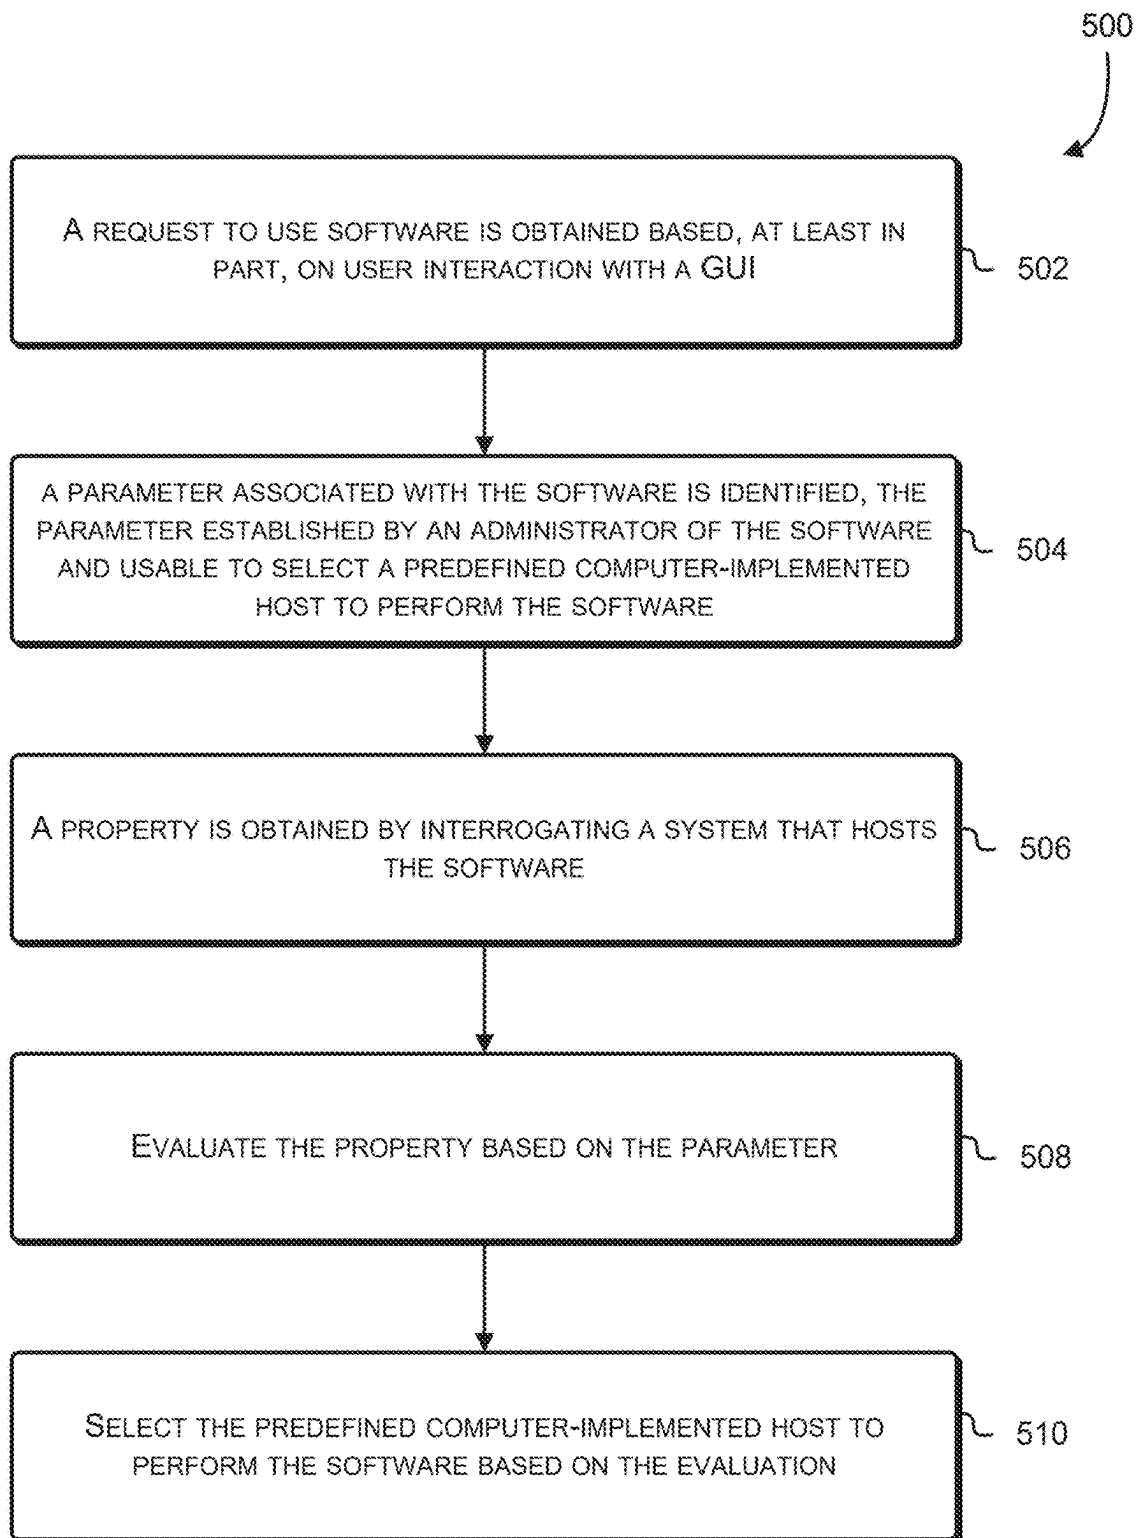 500
A REQUEST TO USE SOFTWARE IS OBTAINED BASED, AT LEAST IN
PART, ON USER INTERACTION WITH A GUI
502
A PARAMETER ASSOCIATED WITH THE SOFTWARE IS IDENTIFIED, THE
PARAMETER ESTABLISHED BY AN ADMINISTRATOR OF THE SOFTWARE
AND USABLE TO SELECT A PREDEFINED COMPUTER-IMPLEMENTED
HOST TO PERFORM THE SOFTWARE
504
A PROPERTY IS OBTAINED BY INTERROGATING A SYSTEM THAT HOSTS
THE SOFTWARE
506
EVALUATE THE PROPERTY BASED ON THE PARAMETER
508
SELECT THE PREDEFINED COMPUTER-IMPLEMENTED HOST TO
PERFORM THE SOFTWARE BASED ON THE EVALUATION
510